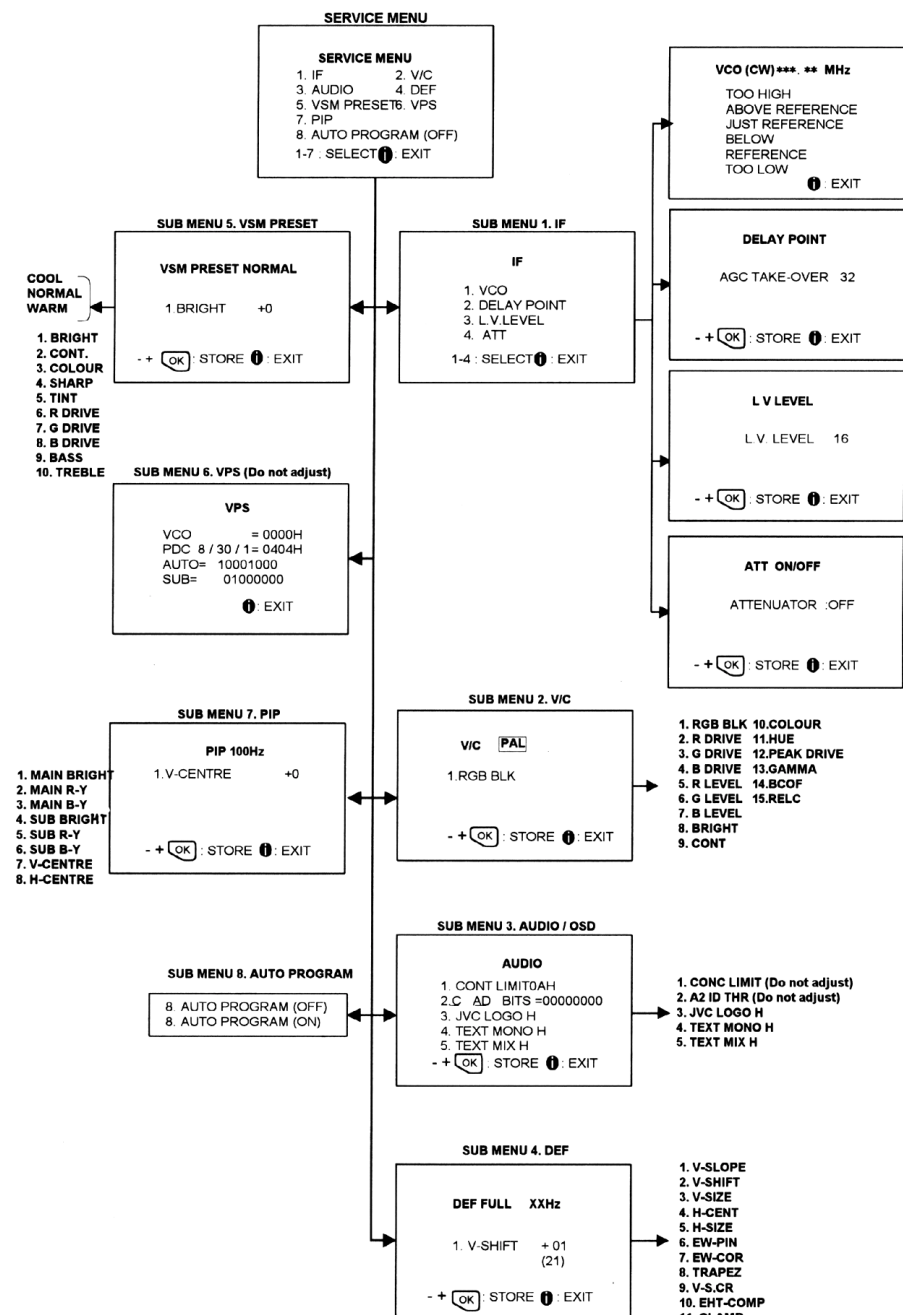 SERVICE MENU
SERVICE MENU
1. IF 2. V/C
3. AUDIO 4. DEF
5. VSM PRESET6. VPS
7. PIP
8. AUTO PROGRAM (OFF)
1-7 : SELECT i : EXIT
VCO (CW)***. ** MHz
TOO HIGH
ABOVE REFERENCE
JUST REFERENCE
BELOW
REFERENCE
TOO LOW
i : EXIT
SUB MENU 5. VSM PRESET
VSM PRESET NORMAL
1.BRIGHT +0
- + OK : STORE i : EXIT
COOL
NORMAL
WARM
1. BRIGHT
2. CONT.
3. COLOUR
4. SHARP
5. TINT
6. R DRIVE
7. G DRIVE
8. B DRIVE
9. BASS
10. TREBLE
SUB MENU 1. IF
IF
1. VCO
2. DELAY POINT
3. L.V.LEVEL
4. ATT
1-4 : SELECT i : EXIT
DELAY POINT
AGC TAKE-OVER 32
- + OK : STORE i : EXIT
L V LEVEL
L.V. LEVEL 16
- + OK : STORE i : EXIT
ATT ON/OFF
ATTENUATOR :OFF
- + OK : STORE i : EXIT
SUB MENU 6. VPS (Do not adjust)
VPS
VCO = 0000H
PDC 8 / 30 / 1= 0404H
AUTO= 10001000
SUB= 01000000
i : EXIT
SUB MENU 7. PIP
PIP 100Hz
1.V-CENTRE +0
- + OK : STORE i : EXIT
1. MAIN BRIGHT
2. MAIN R-Y
3. MAIN B-Y
4. SUB BRIGHT
5. SUB R-Y
6. SUB B-Y
7. V-CENTRE
8. H-CENTRE
SUB MENU 2. V/C
V/C PAL
1.RGB BLK
- + OK : STORE i : EXIT
1. RGB BLK 10.COLOUR
2. R DRIVE 11.HUE
3. G DRIVE 12.PEAK DRIVE
4. B DRIVE 13.GAMMA
5. R LEVEL 14.BCOF
6. G LEVEL 15.RELC
7. B LEVEL
8. BRIGHT
9. CONT
SUB MENU 8. AUTO PROGRAM
8. AUTO PROGRAM (OFF)
8. AUTO PROGRAM (ON)
SUB MENU 3. AUDIO / OSD
AUDIO
1. CONT LIMIT0AH
2.C AD BITS =00000000
3. JVC LOGO H
4. TEXT MONO H
5. TEXT MIX H
- + OK : STORE i : EXIT
1. CONC LIMIT (Do not adjust)
2. A2 ID THR (Do not adjust)
3. JVC LOGO H
4. TEXT MONO H
5. TEXT MIX H
SUB MENU 4. DEF
DEF FULL XXHz
1. V-SHIFT + 01
(21)
- + OK : STORE i : EXIT
1. V-SLOPE
2. V-SHIFT
3. V-SIZE
4. H-CENT
5. H-SIZE
6. EW-PIN
7. EW-COR
8. TRAPEZ
9. V-S.CR
10. EHT-COMP